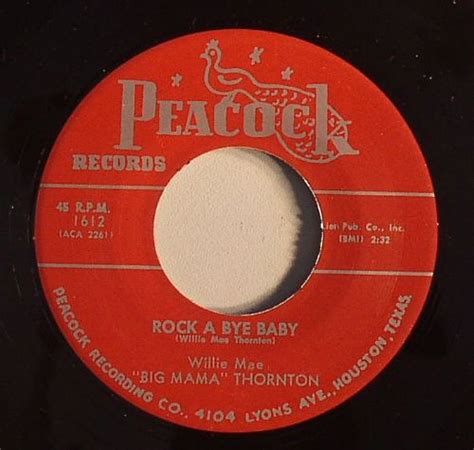 PEACOCK
RECORDS
45 R.P.M.
1612
(ACA 2261)
Lion Pub. Co., Inc.
(BMI) 2:32
ROCK A BYE BABY
(Willie Mae Thornton)
Willie Mae
"BIG MAMA" THORNTON
PEACOCK RECORDING CO., 4104 LYONS AVE., HOUSTON, TEXAS